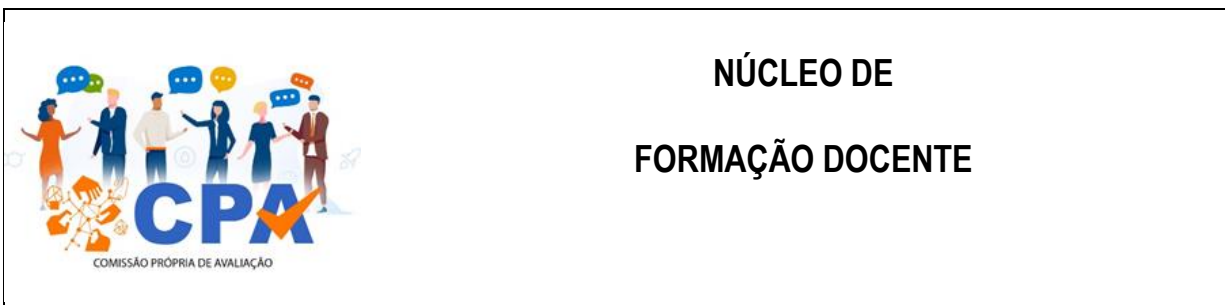 NÚCLEO DE
FORMAÇÃO DOCENTE
CPA
COMISSÃO PRÓPRIA DE AVALIAÇÃO